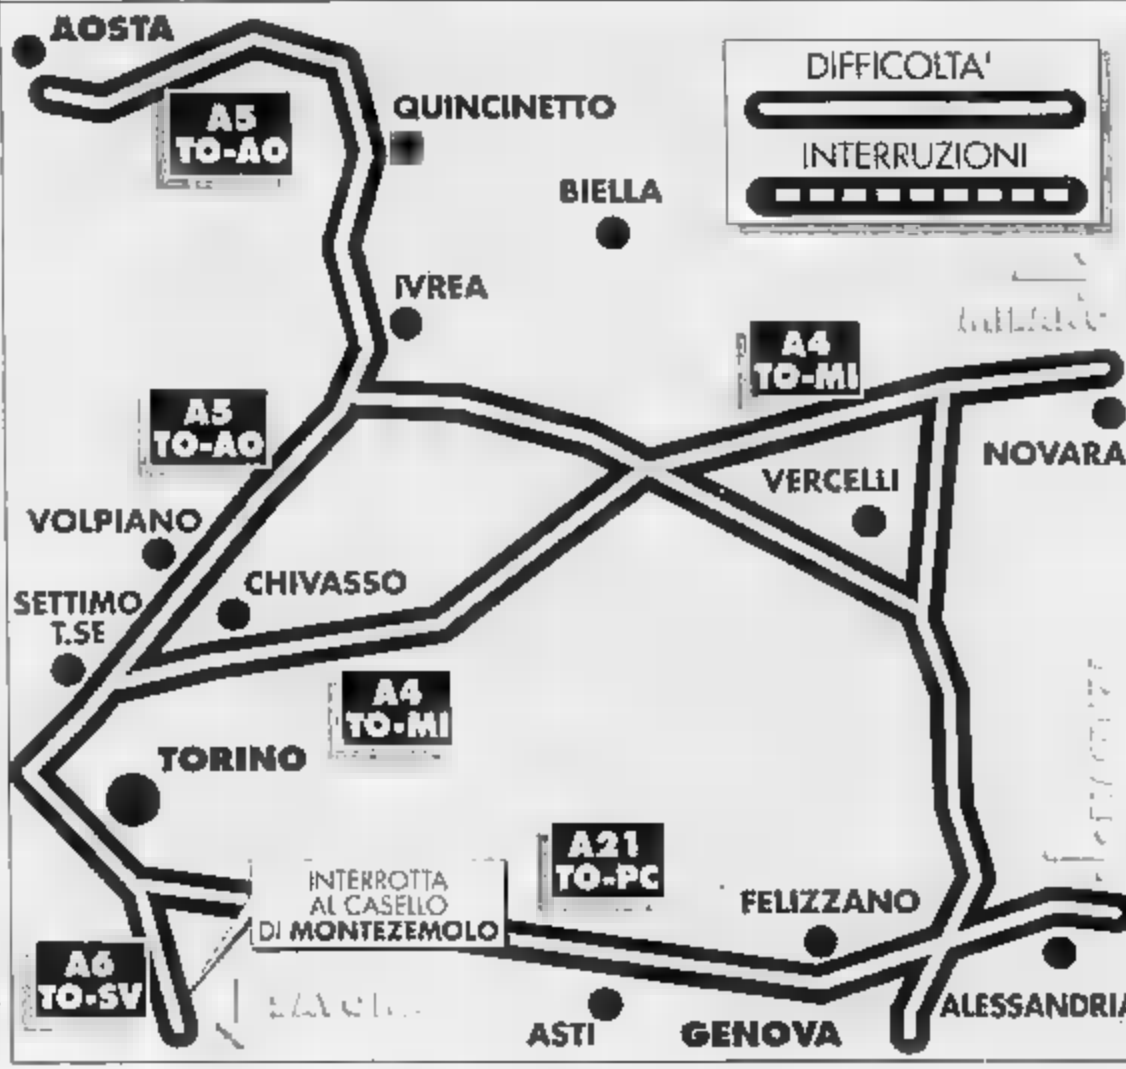 AOSTA
DIFFICOLTA'
INTERRUZIONI
A5
TO-AO
QUINCINETTO
BIELLA
IVREA
A4
TO-MI
NOVARA
A5
TO-AO
VERCELLI
VOLPIANO
CHIVASSO
SETTIMO
T.SE
A4
TO-MI
TORINO
A21
TO-PC
INTERROTTA
AL CASELLO
DI MONTEZEMOLO
FELIZZANO
A6
TO-SV
ASTI
GENOVA
ALESSANDRIA